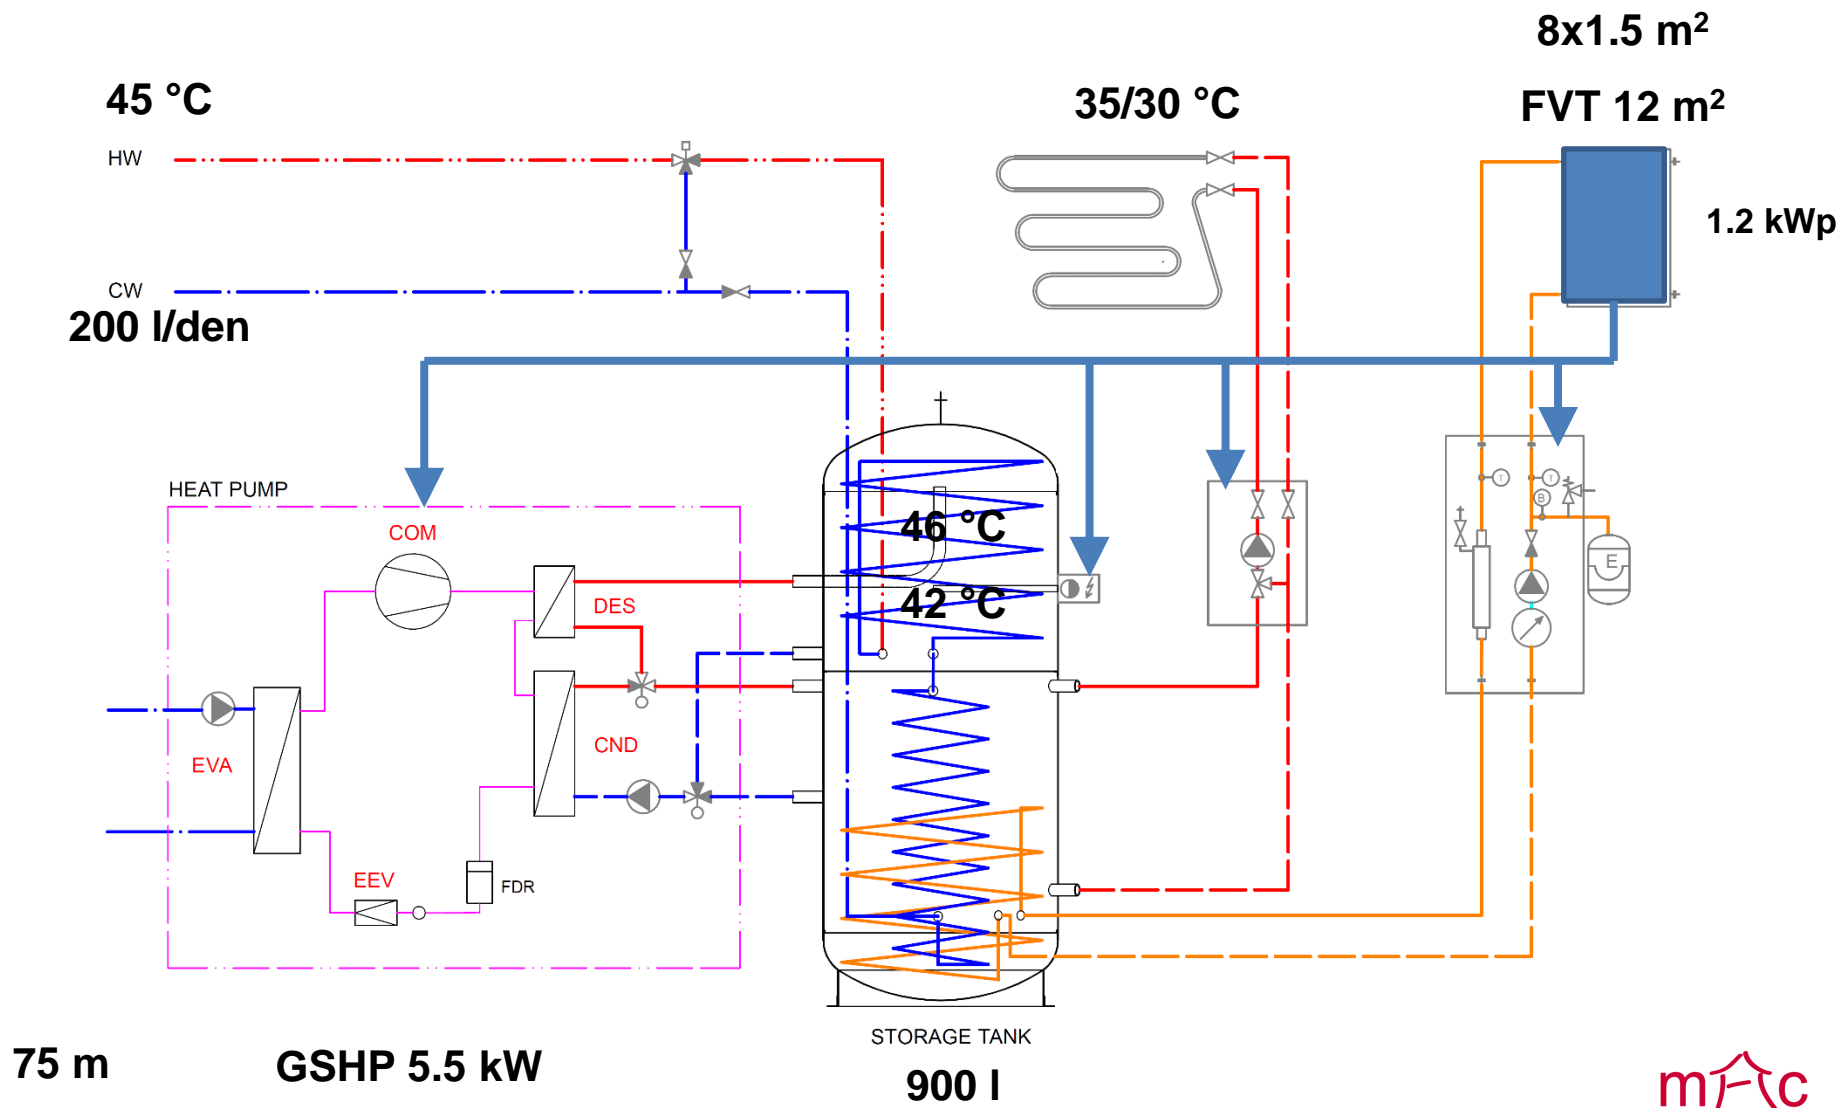 8x1.5 m²
45 °C
35/30 °C
FVT 12 m²
HW
1.2 kWp
CW
200 l/den
HEAT PUMP
COM
46 °C
T
T
B
E
DES
42 °C
CND
EVA
EEV
FDR
STORAGE TANK
75 m
GSHP 5.5 kW
900 l
mAc